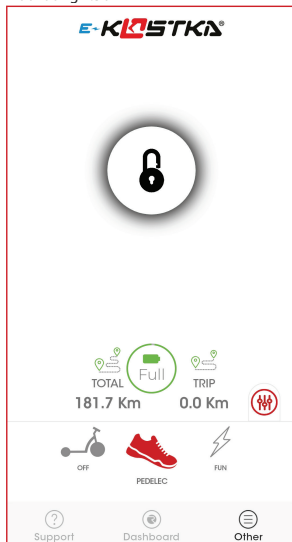 E-KOSTKA®
Full
TOTAL
TRIP
181.7 Km
0.0 Km
OFF
PEDELEC
FUN
Support
Dashboard
Other